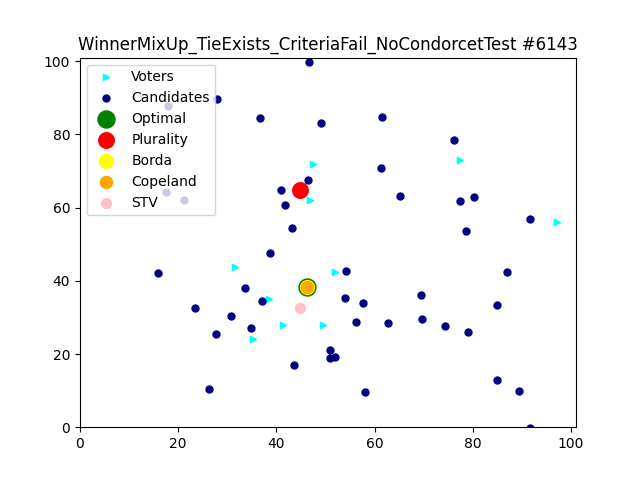 WinnerMixUp_TieExists_CriteriaFail_NoCondorcetTest #6143
100
80
60
40
20
0
Voters
Candidates
Optimal
Plurality
Borda
Copeland
STV
0 20 40 60 80 100